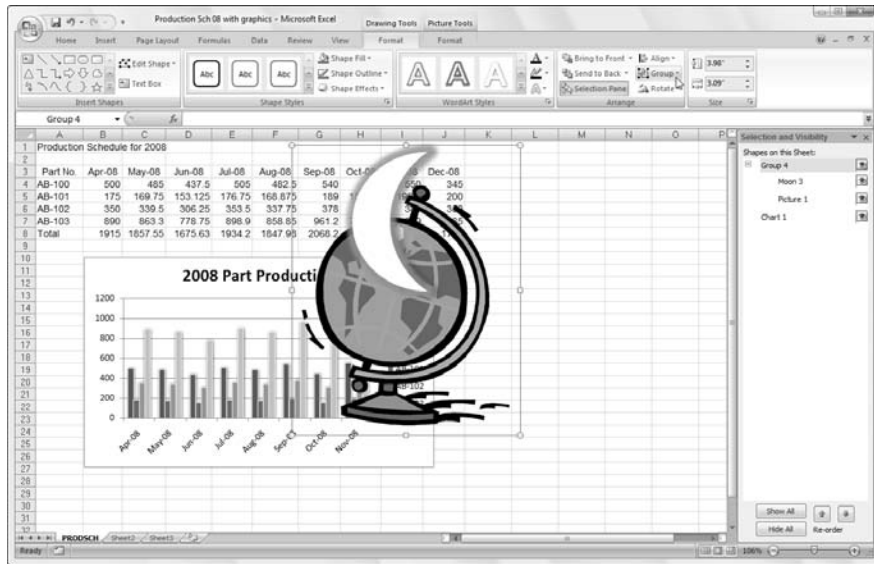 Production Sch 08 with graphics - Microsoft Excel Drawing Tools Picture Tools
Home Insert Page Layout Formulas Data Review View Format Format
Edit Shape
Text Box
Insert Shapes
Abc Abc Abc
Shape Fill
Shape Outline
Shape Effects
Shape Styles
A A A
WordArt Styles
Bring to Front
Send to Back
Selection Pane
Align
Group
Rotate
Arrange
3.98"
3.09"
Size
Group 4
fx
A B C D E F G H I J K L M N O P
1 Production Schedule for 2008
2
3 Part No. Apr-08 May-08 Jun-08 Jul-08 Aug-08 Sep-08 Dec-08
4 AB-100 500 485 437.5 505 482.5 540 550 345
5 AB-101 175 169.75 153.125 176.75 168.875 189 200
6 AB-102 350 339.5 306.25 353.5 337.75 378
7 AB-103 890 863.3 778.75 898.9 858.85 961.2
8 Total 1915 1857.55 1675.63 1934.2 1847.98 2068.2
9
10
11
12
13
14
15
16
17
18
19
20
21
22
23
24
25
26
27
28
29
30
31
2008 Part Producti
1200
1000
800
600
400
200
0
Apr-08 May-08 Jun-08 Jul-08 Aug-08 Oct-08 Nov-08
AB-102
Selection and Visibility
Shapes on this Sheet:
Group 4
Moon 3
Picture 1
Chart 1
Show All
Hide All
Re-order
PRODSCH Sheet2 Sheet3
Ready
106%